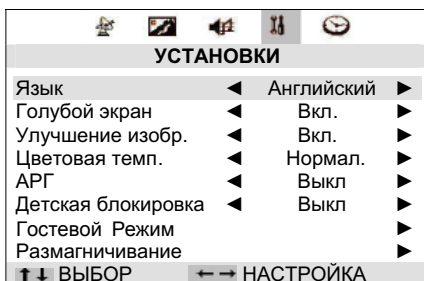 УСТАНОВКИ
Язык ◄ Английский ►
Голубой экран ◄ Вкл. ►
Улучшение изобр. ◄ Вкл. ►
Цветовая темп. ◄ Нормал. ►
АРГ ◄ Выкл ►
Детская блокировка ◄ Выкл ►
Гостевой Режим ►
Размагничивание ►
↑↓ ВЫБОР ←→ НАСТРОЙКА